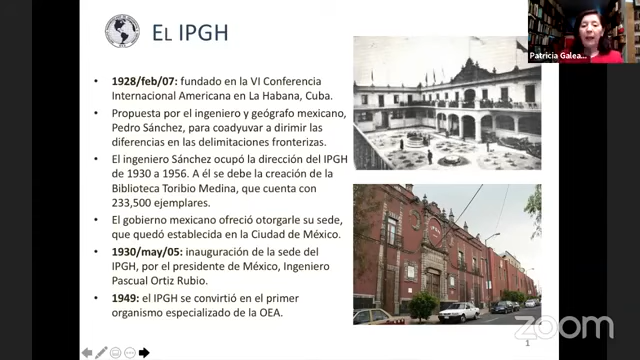 EL IPGH
Patricia Galea...
• 1928/feb/07: fundado en la VI Conferencia
Internacional Americana en La Habana, Cuba.
• Propuesta por el ingeniero y geógrafo mexicano,
Pedro Sánchez, para coadyuvar a dirimir las
diferencias en las delimitaciones fronterizas.
• El ingeniero Sánchez ocupó la dirección del IPGH
de 1930 a 1956. A él se debe la creación de la
Biblioteca Toribio Medina, que cuenta con
233,500 ejemplares.
• El gobierno mexicano ofreció otorgarle su sede,
que quedó establecida en la Ciudad de México.
• 1930/may/05: inauguración de la sede del
IPGH, por el presidente de México, Ingeniero
Pascual Ortiz Rubio.
• 1949: el IPGH se convirtió en el primer
organismo especializado de la OEA.
zoom
1